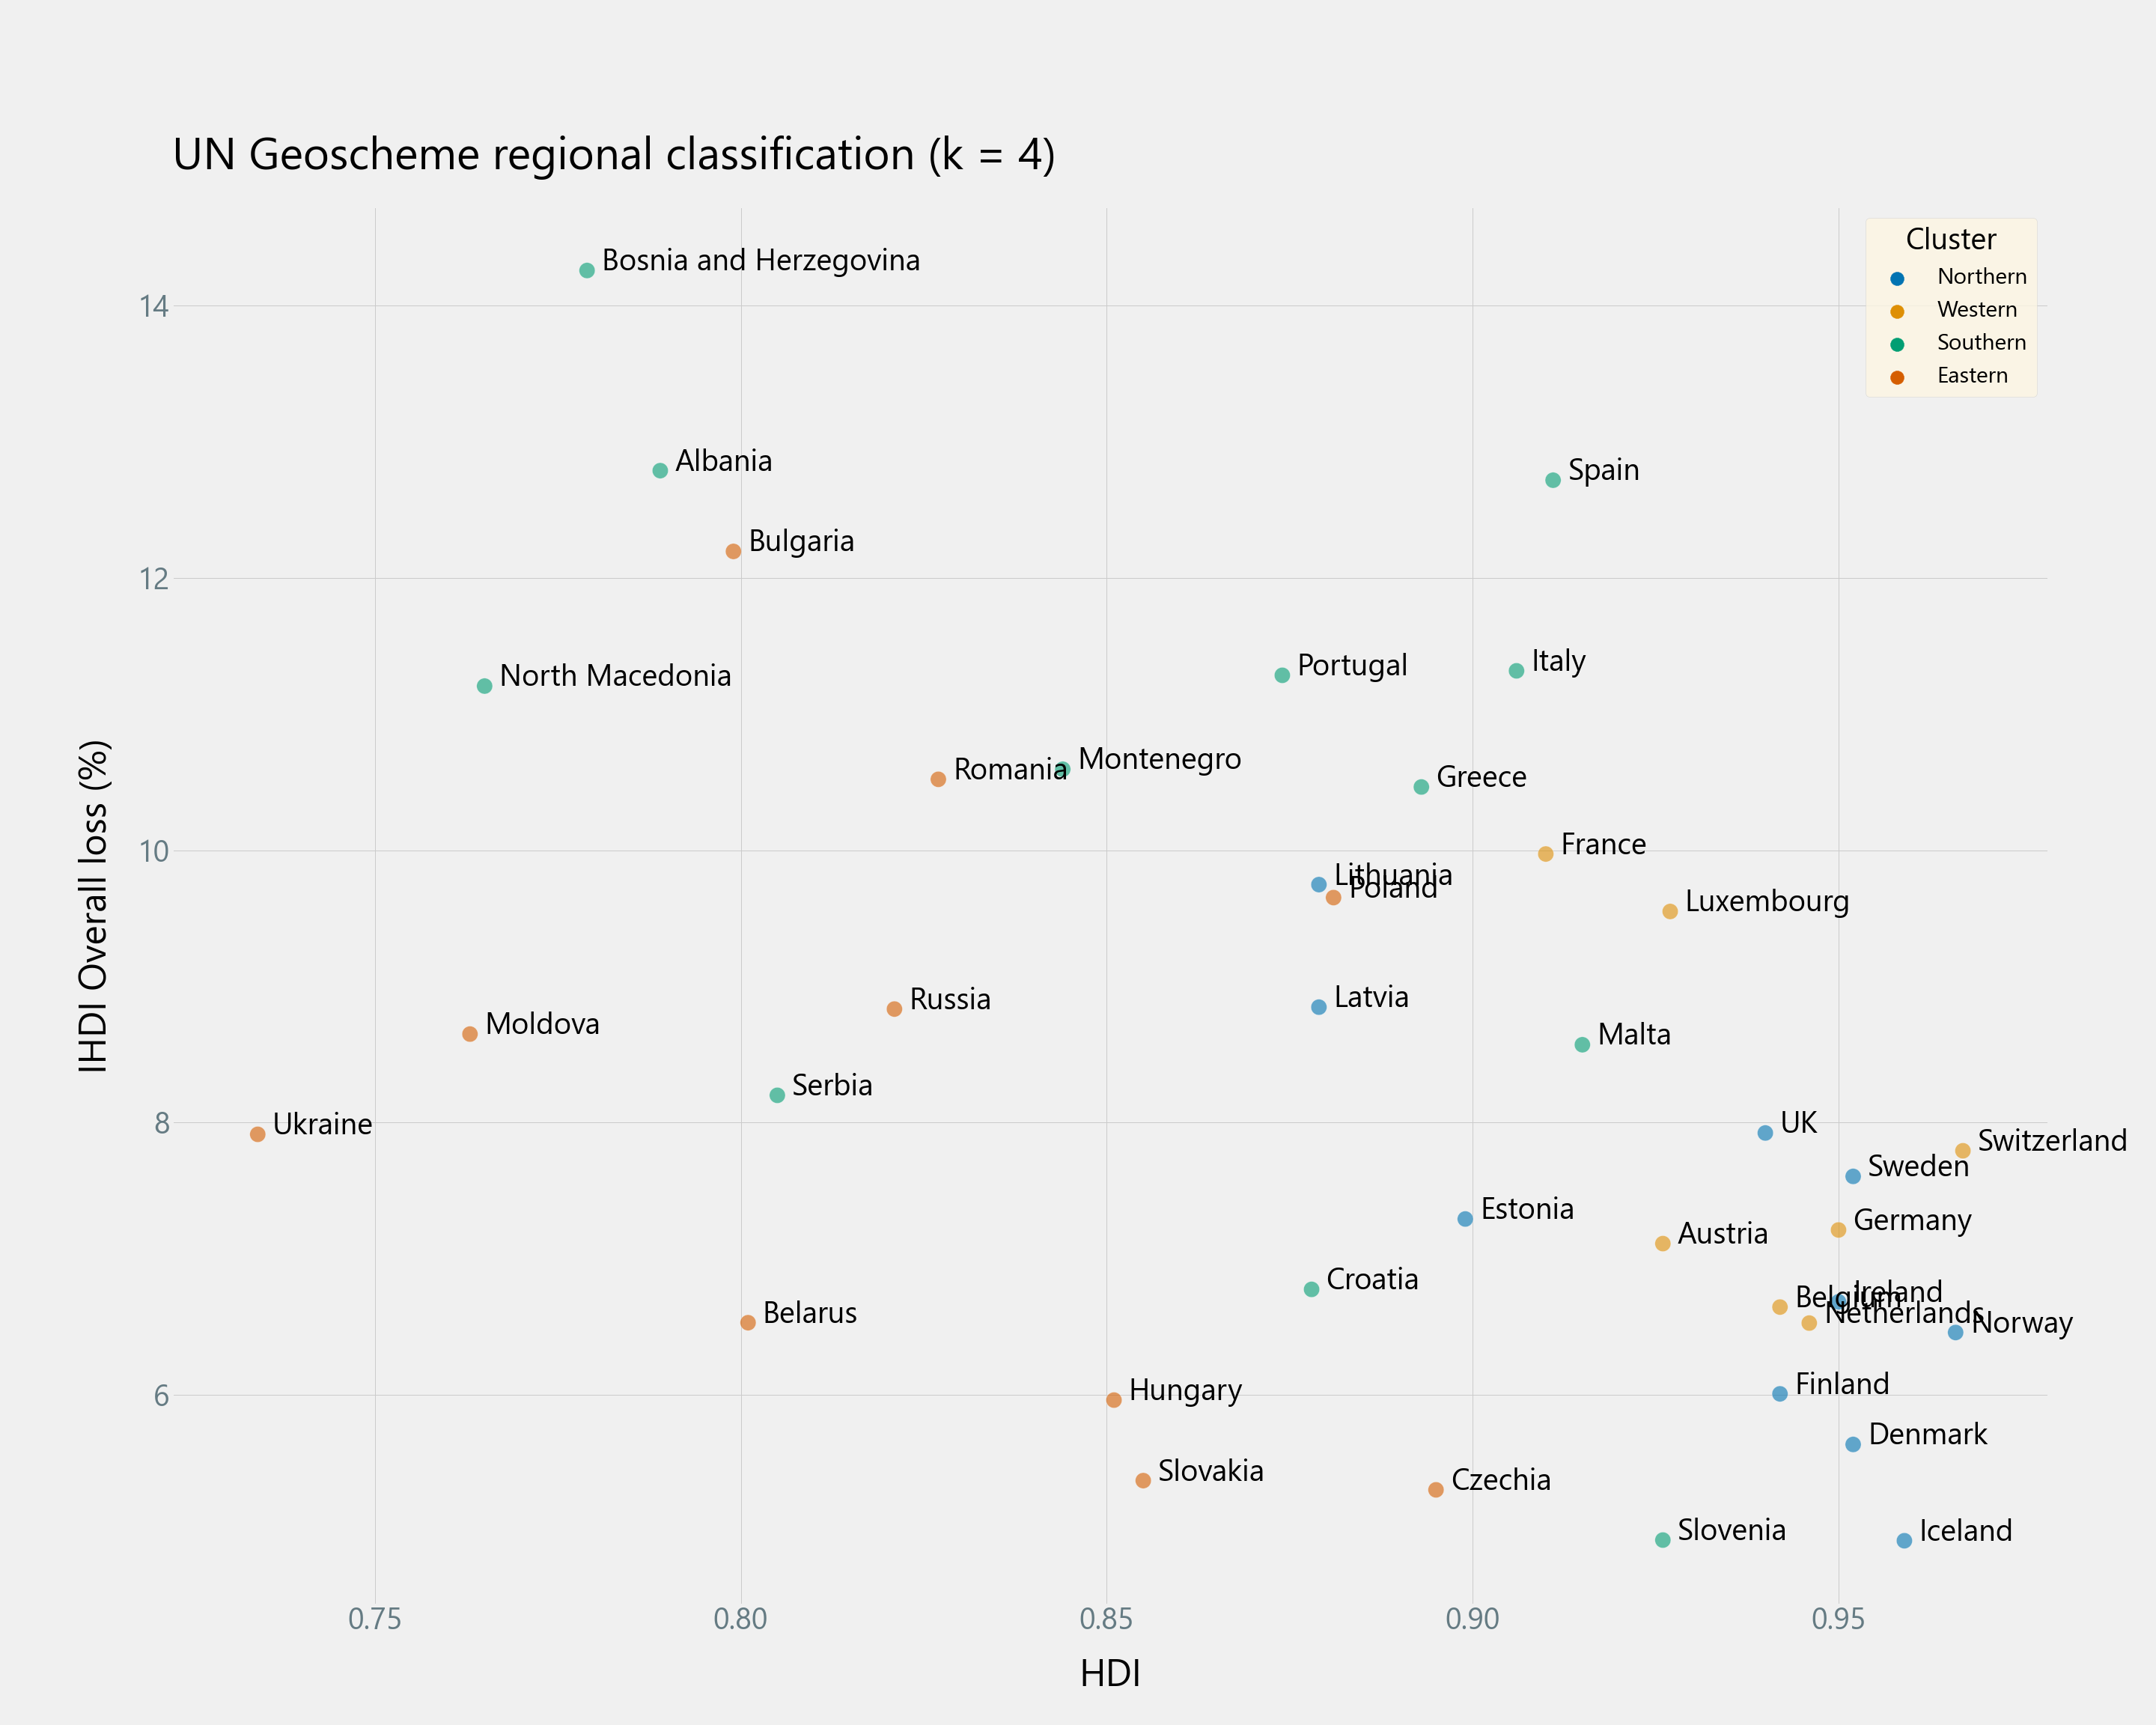 UN Geoscheme regional classification (k = 4)
Cluster
Northern
Western
Southern
Eastern
Bosnia and Herzegovina
14
Albania
Spain
Bulgaria
12
Italy
Portugal
North Macedonia
Montenegro
Romania
Greece
10
France
Lithuania
Poland
Luxembourg
Latvia
Russia
Moldova
Malta
Serbia
8
Ukraine
UK
Switzerland
Sweden
Estonia
Germany
Austria
Croatia
Ireland
Belgium
Netherlands
Belarus
Norway
Finland
6
Hungary
Denmark
Slovakia
Czechia
Slovenia
Iceland
IHDI Overall loss (%)
0.75
0.80
0.85
0.90
0.95
HDI